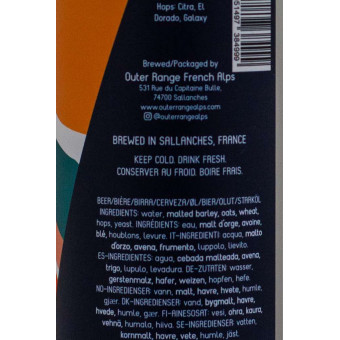 Hops: Citra, El
Dorado, Galaxy
Brewed/Packaged by
Outer Range French Alps
531 Rue du Capitaine Bulle,
74700 Sallanches
www.outerrange.com
@outerrangealps
BREWED IN SALLANCHES, FRANCE
KEEP COLD. DRINK FRESH.
CONSERVER AU FROID. BOIRE FRAIS.
BEER/BIÈRE/BIRRA/CERVEZA/ØL/BIER/OLUT/STARKÖL
INGREDIENTS: water, malted barley, oats, wheat,
hops, yeast. INGRÉDIENTS: eau, malt d'orge, avoine,
blé, houblons, levure. IT-INGREDIENTI: acqua, malto
d'orzo, avena, frumento, luppolo, lievito.
ES-INGREDIENTES: agua, cebada malteada, avena,
trigo, lupulo, levadura. DE-ZUTATEN: wasser,
gerstenmalz, hafer, weizen, hopfen, hefe
NO-INGREDIENSER: vann, malt, havre, hvete, humle,
gjær. DK-INGREDIENSER: vand, bygmalt, havre,
hvede, humle, gær. FI-AINESOSAT: vesi, ohra, kaura,
vehnä, humala, hiiva. SE-INGREDIENSER: vatten,
kornmalt, havre, vete, humle, jäst.